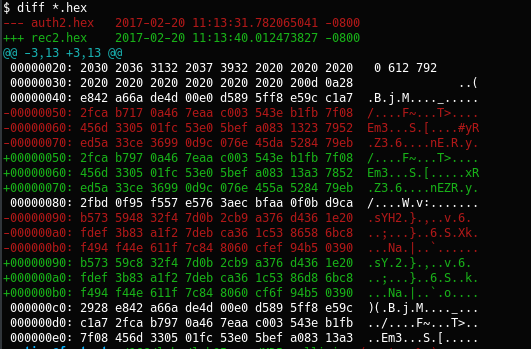 $ diff *.hex
--- auth2.hex   2017-02-20 11:13:31.782065041 -0800
+++ rec2.hex    2017-02-20 11:13:40.012473827 -0800
@@ -3,13 +3,13 @@
 00000020: 2030 2036 3132 2037 3932 2020 2020 2020   0 612 792
 00000030: 2020 2020 2020 2020 2020 2020 200d 0a28               ..(
 00000040: e842 a66a de4d 00e0 d589 5ff8 e59c c1a7  .B.j.M...._.....
-00000050: 2fca b717 0a46 7eaa c003 543e b1fb 7f08  /....F~...T>....
-00000060: 456d 3305 01fc 53e0 5bef a083 1323 7952  Em3...S.[....#yR
-00000070: ed5a 33ce 3699 0d9c 076e 45da 5284 79eb  .Z3.6....nE.R.y.
+00000050: 2fca b797 0a46 7eaa c003 543e b1fb 7f08  /....F~...T>....
+00000060: 456d 3305 01fc 53e0 5bef a083 13a3 7852  Em3...S.[.....xR
+00000070: ed5a 33ce 3699 0d9c 076e 455a 5284 79eb  .Z3.6....nEZR.y.
 00000080: 2fbd 0f95 f557 e576 3aec bfaa 0f0b d9ca  /....W.v:.......
-00000090: b573 5948 32f4 7d0b 2cb9 a376 d436 1e20  .sYH2.}.,..v.6.
-000000a0: fdef 3b83 a1f2 7deb ca36 1c53 8658 6bc8  ..;...}..6.S.Xk.
-000000b0: f494 f44e 611f 7c84 8060 cfef 94b5 0390  ...Na.|..`......
+00000090: b573 59c8 32f4 7d0b 2cb9 a376 d436 1e20  .sY.2.}.,..v.6.
+000000a0: fdef 3b83 a1f2 7deb ca36 1c53 86d8 6bc8  ..;...}..6.S..k.
+000000b0: f494 f44e 611f 7c84 8060 cf6f 94b5 0390  ...Na.|..`.o....
 000000c0: 2928 e842 a66a de4d 00e0 d589 5ff8 e59c  )(.B.j.M...._...
 000000d0: c1a7 2fca b797 0a46 7eaa c003 543e b1fb  ../....F~...T>..
 000000e0: 7f08 456d 3305 01fc 53e0 5bef a083 13a3  ..Em3...S.[.....